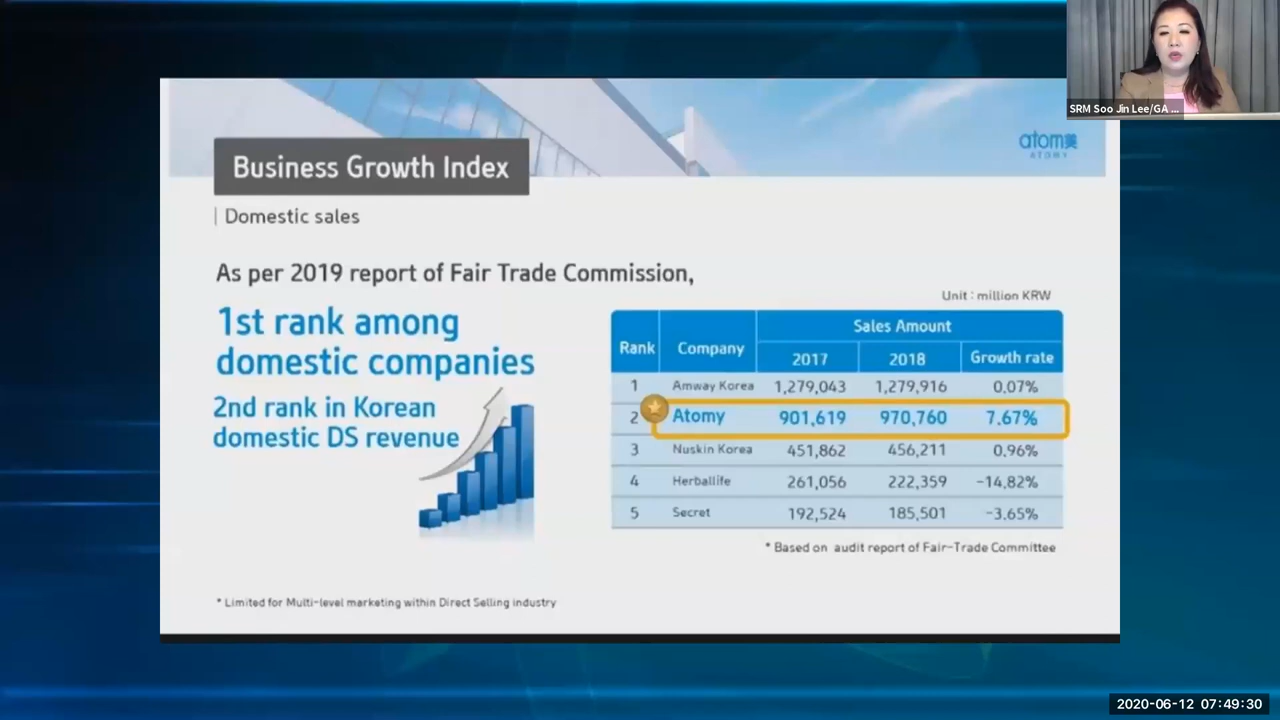 SRM Soo Jin Lee/GA ...
atom美
ATOMY
Business Growth Index
Domestic sales
As per 2019 report of Fair Trade Commission,
1st rank among
domestic companies
2nd rank in Korean
domestic DS revenue
Unit : million KRW
Rank Company Sales Amount
2017 2018 Growth rate
1 Amway Korea 1,279,043 1,279,916 0.07%
2 Atomy 901,619 970,760 7.67%
3 Nuskin Korea 451,862 456,211 0.96%
4 Herballife 261,056 222,359 -14.82%
5 Secret 192,524 185,501 -3.65%
* Based on audit report of Fair-Trade Committee
* Limited for Multi-level marketing within Direct Selling industry
2020-06-12 07:49:30